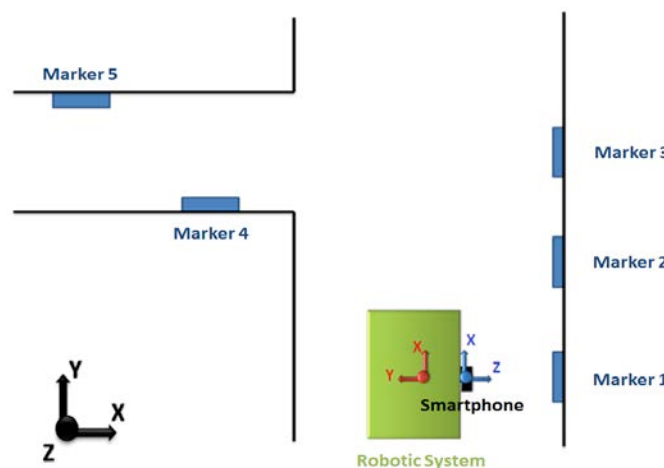 Marker 5
Marker 3
Marker 4
Marker 2
X
X
Y
Z
Marker 1
Smartphone
Y
X
Z
Robotic System